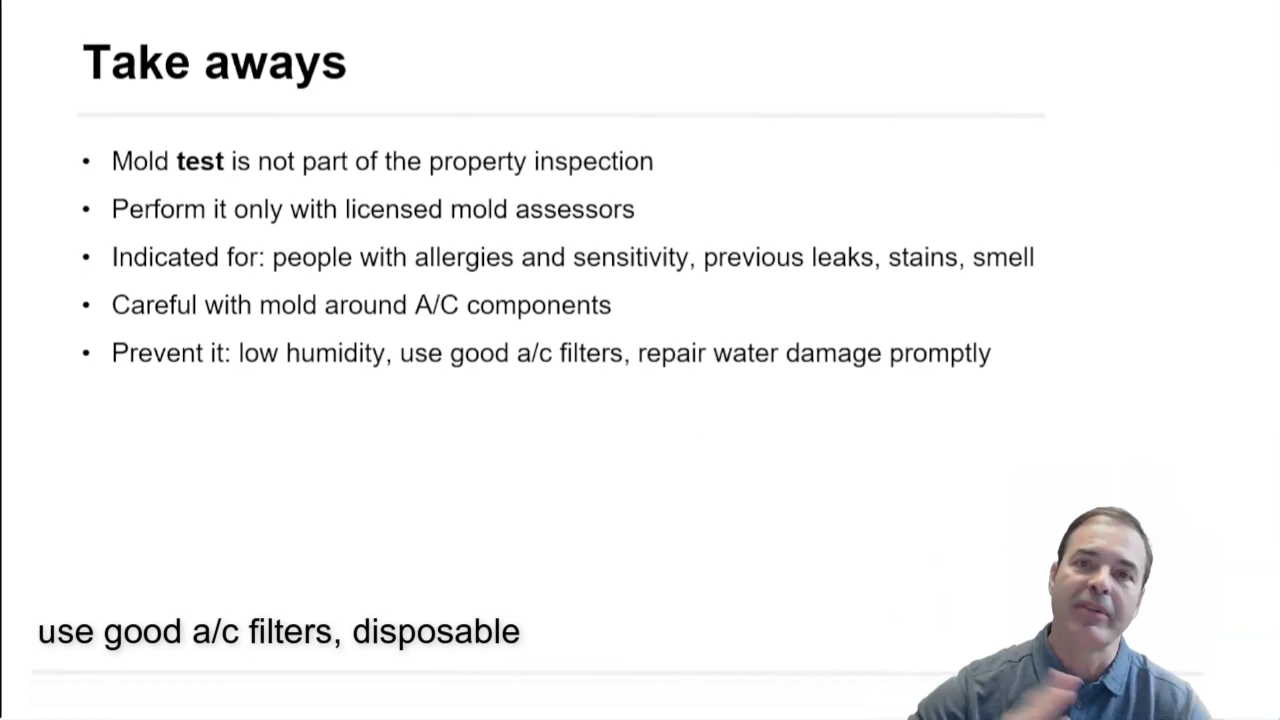 Take aways
• Mold test is not part of the property inspection
• Perform it only with licensed mold assessors
• Indicated for: people with allergies and sensitivity, previous leaks, stains, smell
• Careful with mold around A/C components
• Prevent it: low humidity, use good a/c filters, repair water damage promptly
use good a/c filters, disposable